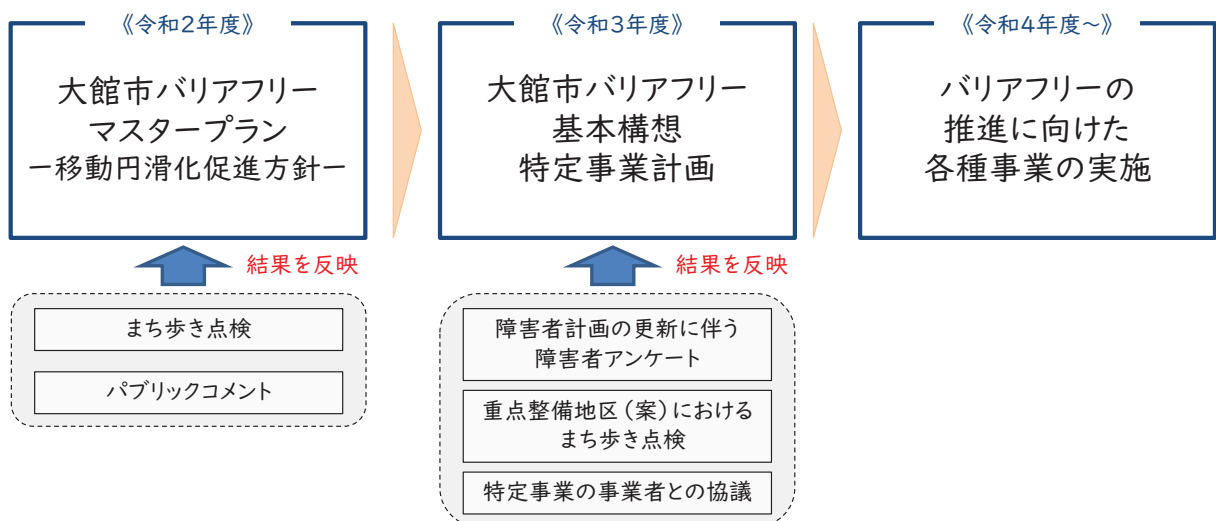 《令和2年度》
大館市バリアフリー
マスタープラン
ー移動円滑化促進方針ー
結果を反映
まち歩き点検
パブリックコメント
《令和3年度》
大館市バリアフリー
基本構想
特定事業計画
結果を反映
障害者計画の更新に伴う
障害者アンケート
重点整備地区(案)における
まち歩き点検
特定事業の事業者との協議
《令和4年度~》
バリアフリーの
推進に向けた
各種事業の実施